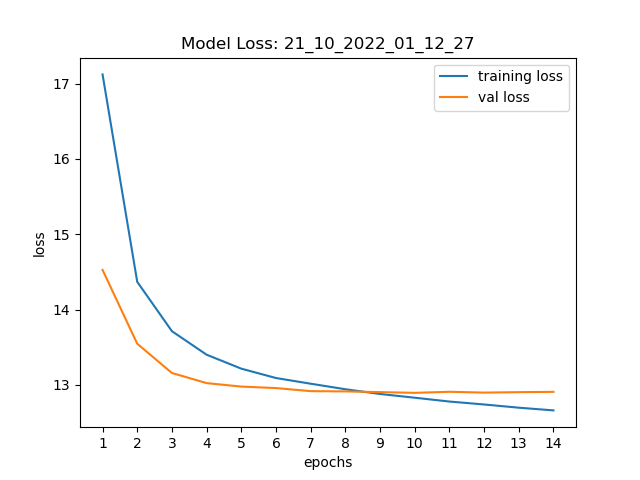 Model Loss: 21_10_2022_01_12_27
training loss
val loss
17
16
15
14
13
loss
1 2 3 4 5 6 7 8 9 10 11 12 13 14
epochs